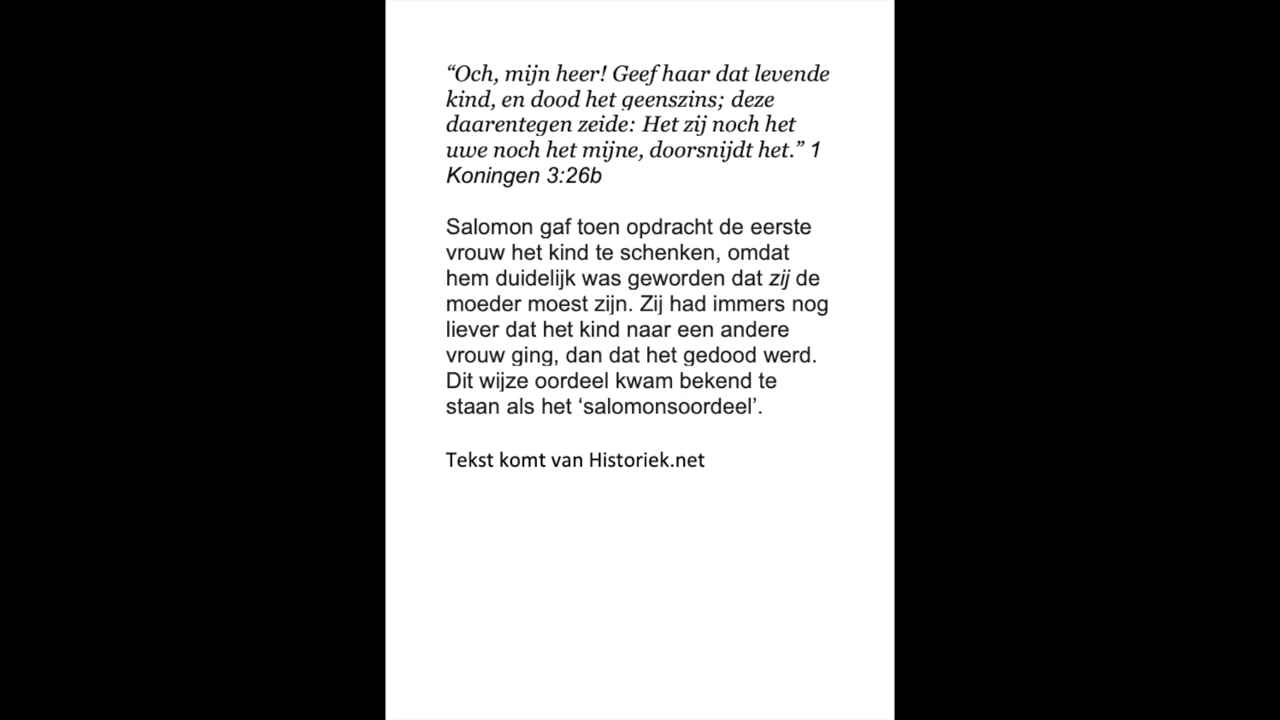 “Och, mijn heer! Geef haar dat levende
kind, en dood het geenszins; deze
daarentegen zeide: Het zij noch het
uwe noch het mijne, doorsnijdt het.” 1
Koningen 3:26b
Salomon gaf toen opdracht de eerste
vrouw het kind te schenken, omdat
hem duidelijk was geworden dat zij de
moeder moest zijn. Zij had immers nog
liever dat het kind naar een andere
vrouw ging, dan dat het gedood werd.
Dit wijze oordeel kwam bekend te
staan als het ‘salomonsoordeel’.
Tekst komt van Historiek.net